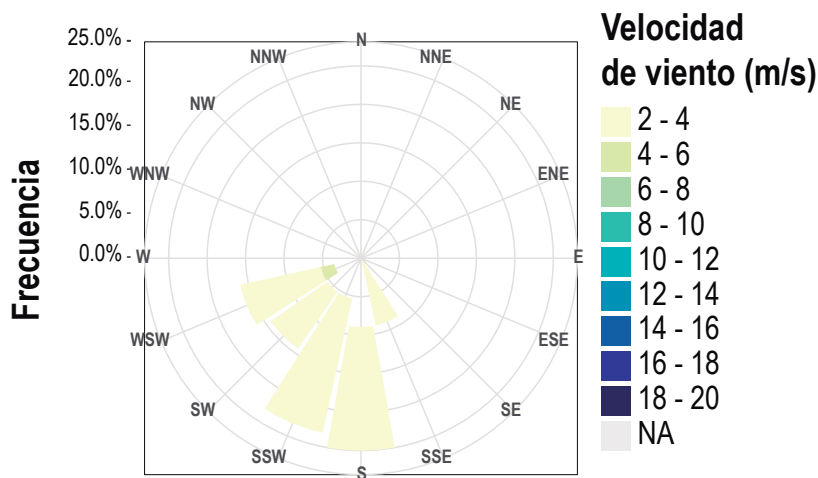 Frecuencia
25.0% -
20.0% -
15.0% -
10.0% -
5.0% -
0.0% -
N
NNE
NE
ENE
E
ESE
SE
SSE
S
SSW
SW
WSW
W
WNW
NW
NNW
Velocidad
de viento (m/s)
2 - 4
4 - 6
6 - 8
8 - 10
10 - 12
12 - 14
14 - 16
16 - 18
18 - 20
NA